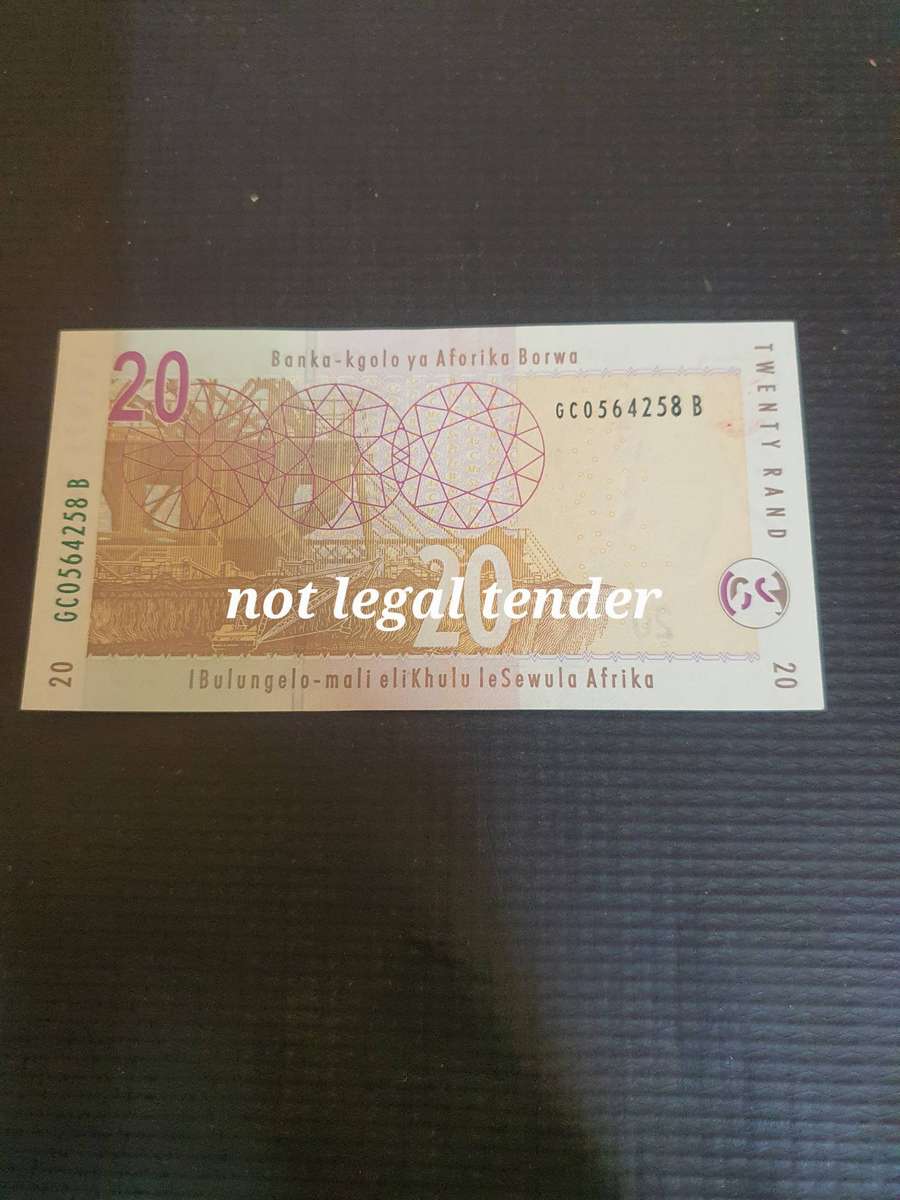 20
Banka-kgolo ya Aforika Borwa
GC0564258 B
TWENTY RAND
GC0564258 B
20
not legal tender
20
IBulungelo-mali eliKhulu leSewula Afrika
20